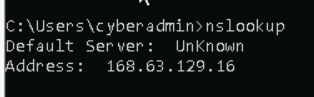 C:\Users\cyberadmin>nslookup
Default Server:  UnKnown
Address:  168.63.129.16